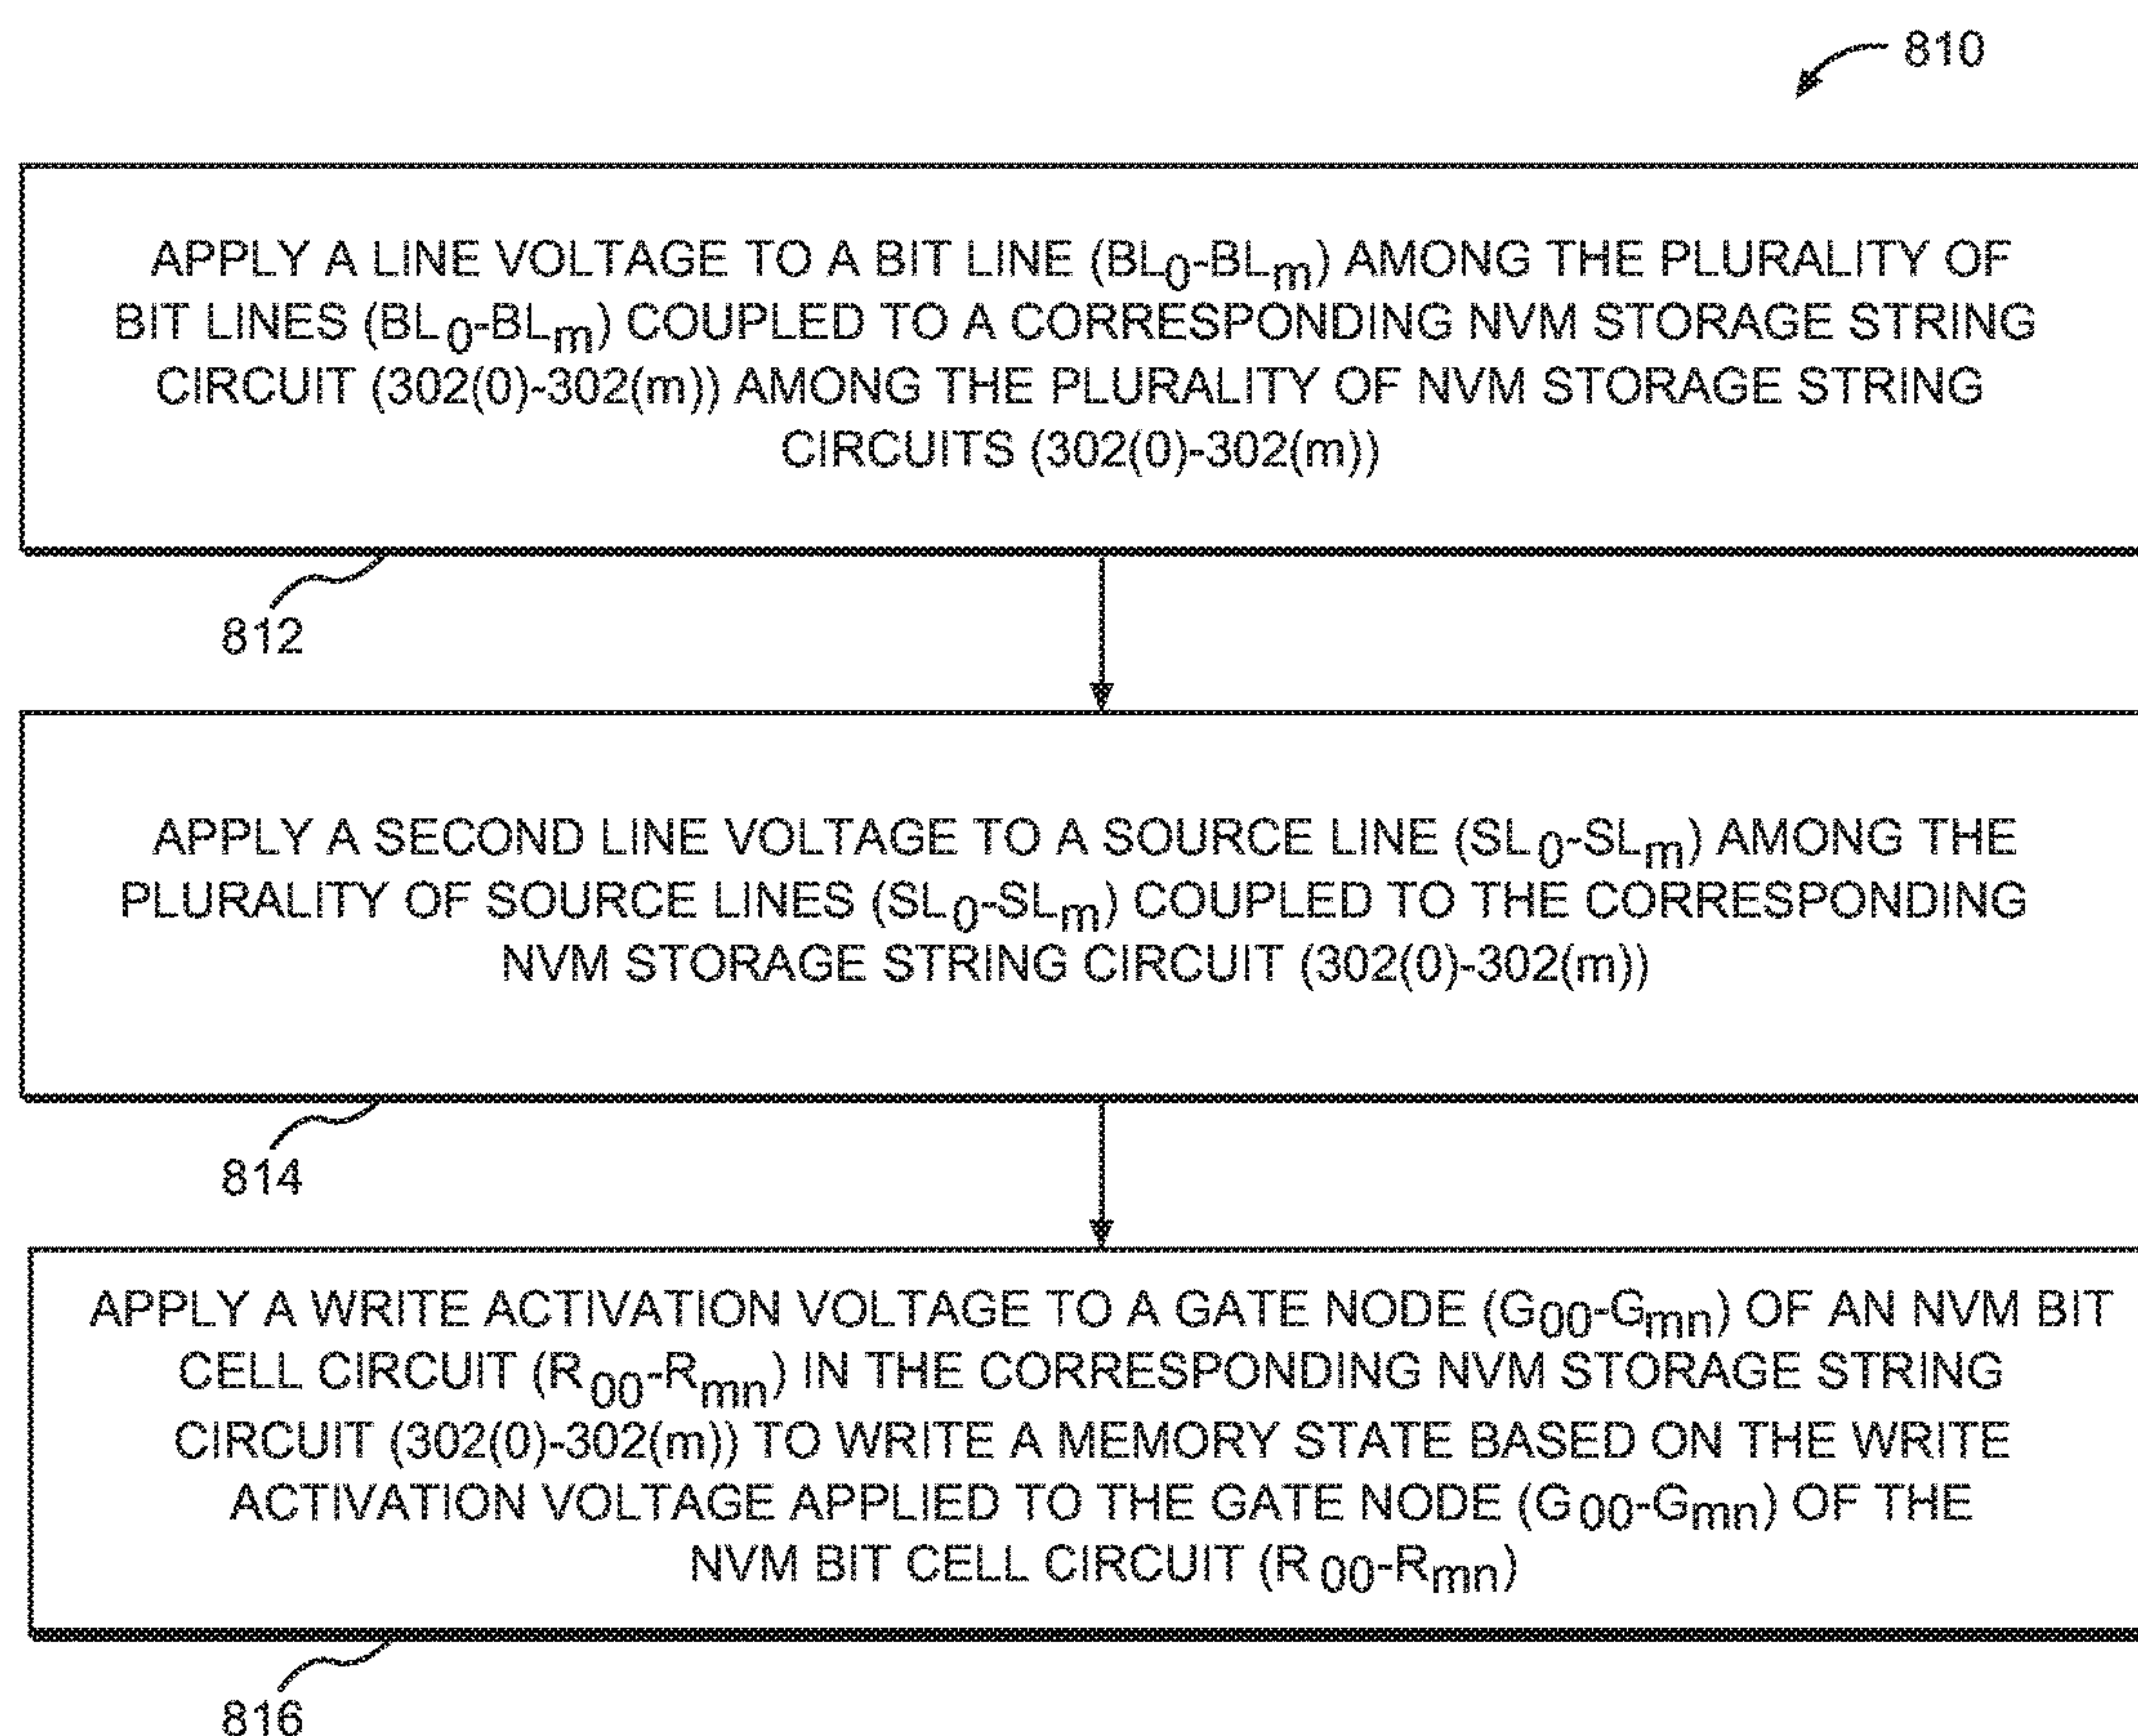 810
APPLY A LINE VOLTAGE TO A BIT LINE (BL0-BLm) AMONG THE PLURALITY OF
BIT LINES (BL0-BLm) COUPLED TO A CORRESPONDING NVM STORAGE STRING
CIRCUIT (302(0)-302(m)) AMONG THE PLURALITY OF NVM STORAGE STRING
CIRCUITS (302(0)-302(m))
812
APPLY A SECOND LINE VOLTAGE TO A SOURCE LINE (SL0-SLm) AMONG THE
PLURALITY OF SOURCE LINES (SL0-SLm) COUPLED TO THE CORRESPONDING
NVM STORAGE STRING CIRCUIT (302(0)-302(m))
814
APPLY A WRITE ACTIVATION VOLTAGE TO A GATE NODE (G00-Gmn) OF AN NVM BIT
CELL CIRCUIT (R00-Rmn) IN THE CORRESPONDING NVM STORAGE STRING
CIRCUIT (302(0)-302(m)) TO WRITE A MEMORY STATE BASED ON THE WRITE
ACTIVATION VOLTAGE APPLIED TO THE GATE NODE (G00-Gmn) OF THE
NVM BIT CELL CIRCUIT (R00-Rmn)
816